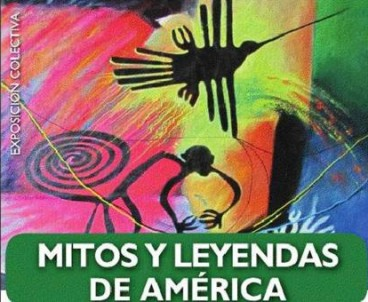 EXPOSICIÓN COLECTIVA
MITOS Y LEYENDAS
DE AMÉRICA